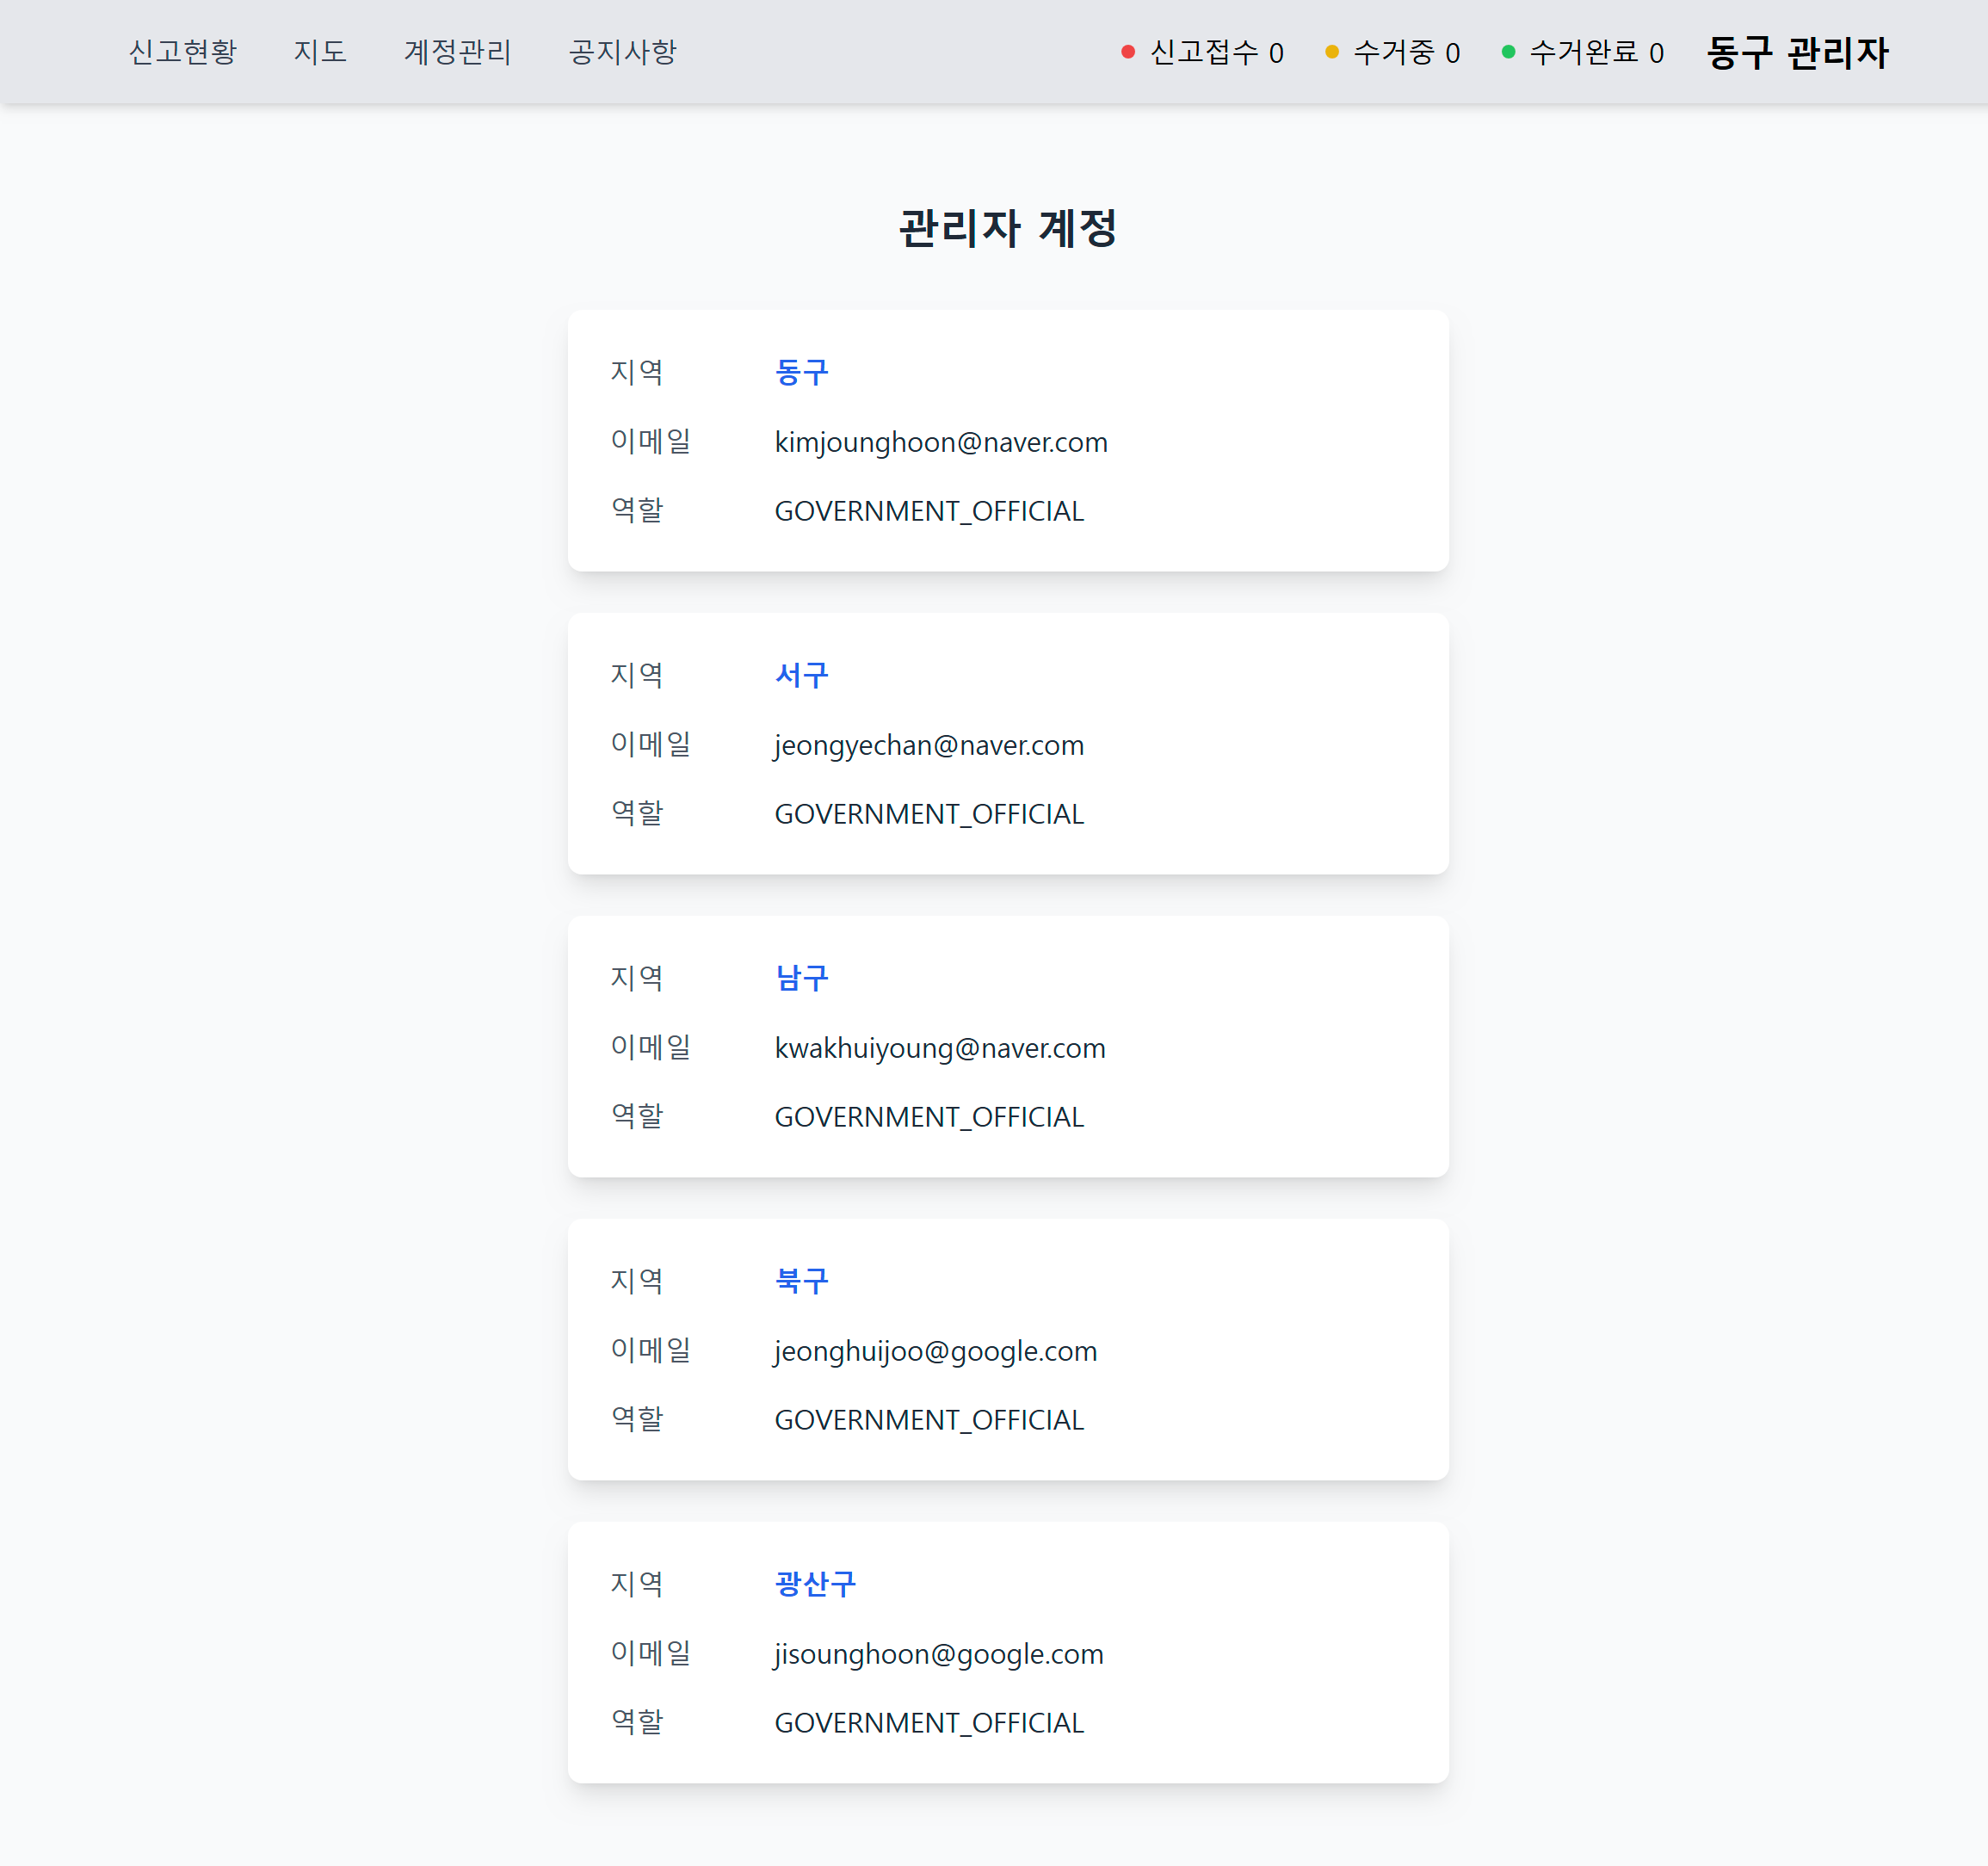 신고현황 지도 계정관리 공지사항 신고접수 0 수거중 0 수거완료 0 동구 관리자
관리자 계정
지역 동구
이메일 kimjounghoon@naver.com
역할 GOVERNMENT_OFFICIAL
지역 서구
이메일 jeongyechan@naver.com
역할 GOVERNMENT_OFFICIAL
지역 남구
이메일 kwakhuiyoung@naver.com
역할 GOVERNMENT_OFFICIAL
지역 북구
이메일 jeonghuijoo@google.com
역할 GOVERNMENT_OFFICIAL
지역 광산구
이메일 jisounghoon@google.com
역할 GOVERNMENT_OFFICIAL